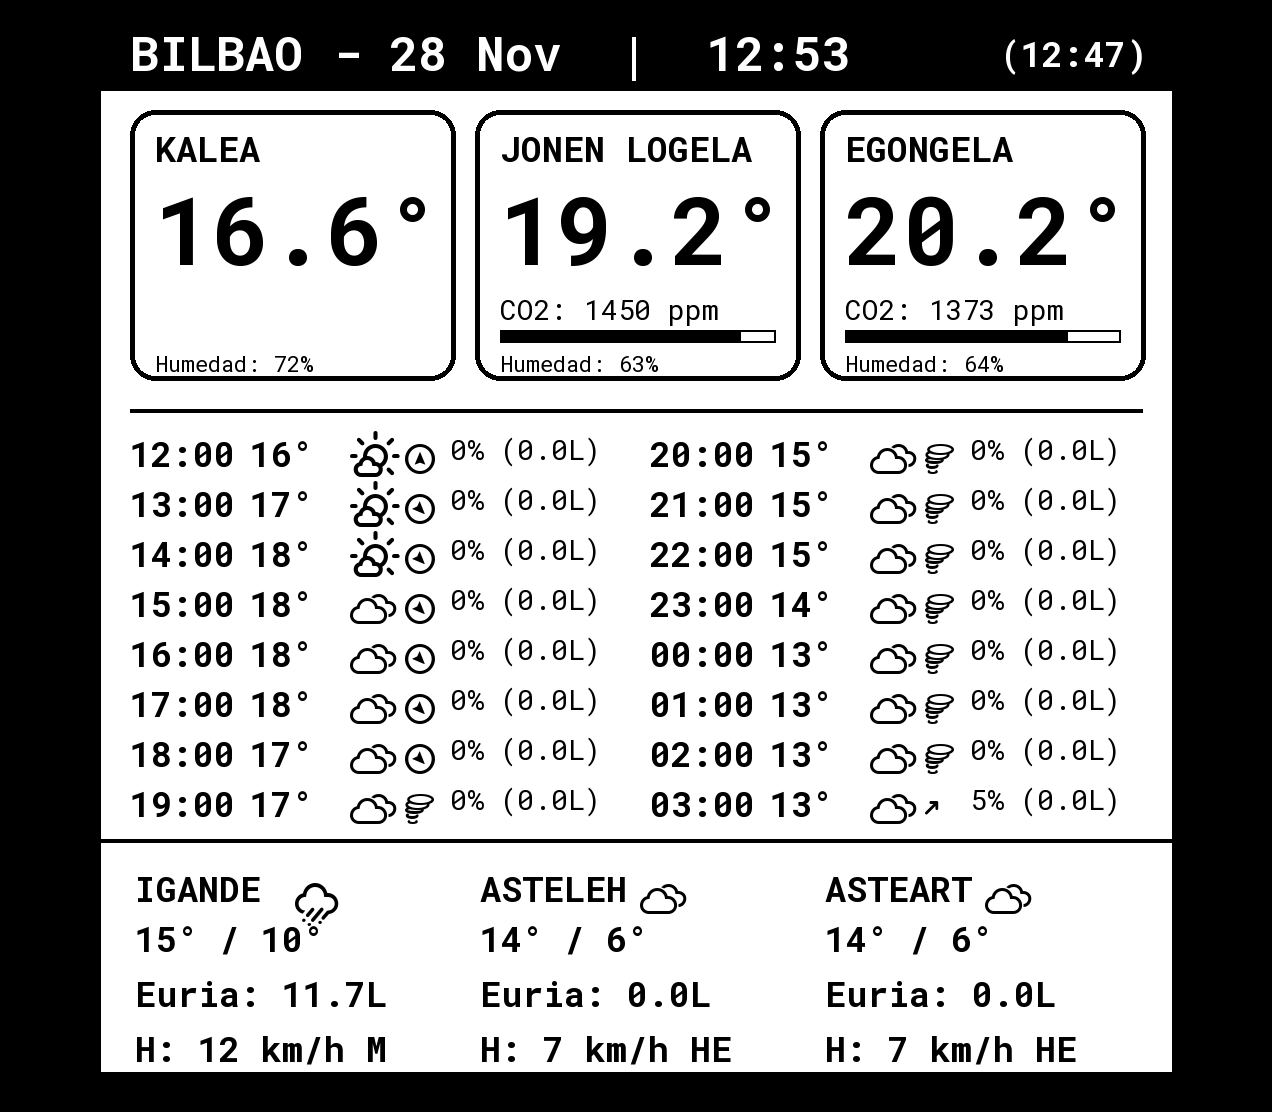 BILBAO - 28 Nov | 12:53 (12:47)
KALEA
16.6°
Humedad: 72%
JONEN LOGELA
19.2°
CO2: 1450 ppm
Humedad: 63%
EGONGELA
20.2°
CO2: 1373 ppm
Humedad: 64%
12:00 16° 0% (0.0L)
13:00 17° 0% (0.0L)
14:00 18° 0% (0.0L)
15:00 18° 0% (0.0L)
16:00 18° 0% (0.0L)
17:00 18° 0% (0.0L)
18:00 17° 0% (0.0L)
19:00 17° 0% (0.0L)
20:00 15° 0% (0.0L)
21:00 15° 0% (0.0L)
22:00 15° 0% (0.0L)
23:00 14° 0% (0.0L)
00:00 13° 0% (0.0L)
01:00 13° 0% (0.0L)
02:00 13° 0% (0.0L)
03:00 13° 5% (0.0L)
IGANDE
15° / 10°
Euria: 11.7L
H: 12 km/h M
ASTELEH
14° / 6°
Euria: 0.0L
H: 7 km/h HE
ASTEART
14° / 6°
Euria: 0.0L
H: 7 km/h HE